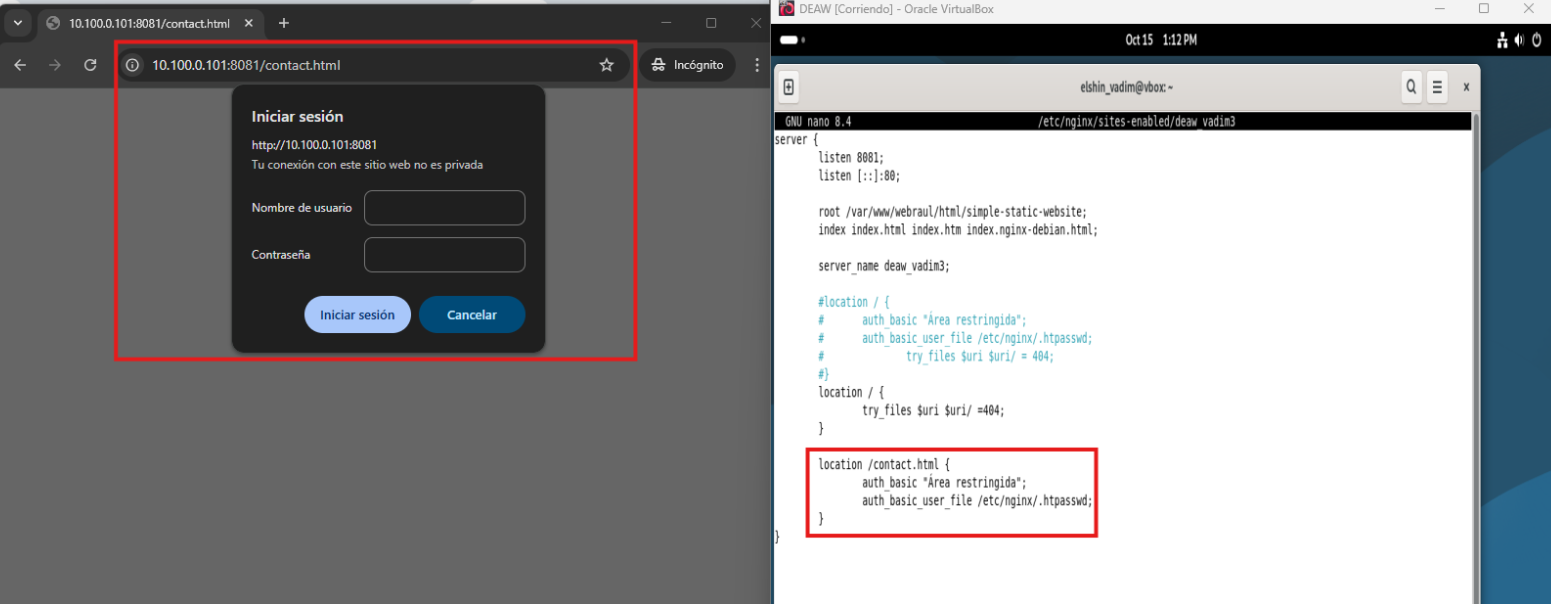 10.100.0.101:8081/contact.html
10.100.0.101:8081/contact.html
Incógnito
Iniciar sesión
http://10.100.0.101:8081
Tu conexión con este sitio web no es privada
Nombre de usuario
Contraseña
Iniciar sesión
Cancelar
DEAW [Corriendo] - Oracle VirtualBox
Oct 15 1:12 PM
elshin_vadim@vbox: ~
GNU nano 8.4 /etc/nginx/sites-enabled/deaw_vadim3
server {
listen 8081;
listen [::]:80;
root /var/www/webraul/html/simple-static-website;
index index.html index.htm index.nginx-debian.html;
server_name deaw_vadim3;
#location / {
# auth_basic "Área restringida";
# auth_basic_user_file /etc/nginx/.htpasswd;
# try_files $uri $uri/ = 404;
#}
location / {
try_files $uri $uri/ =404;
}
location /contact.html {
auth_basic "Área restringida";
auth_basic_user_file /etc/nginx/.htpasswd;
}
}